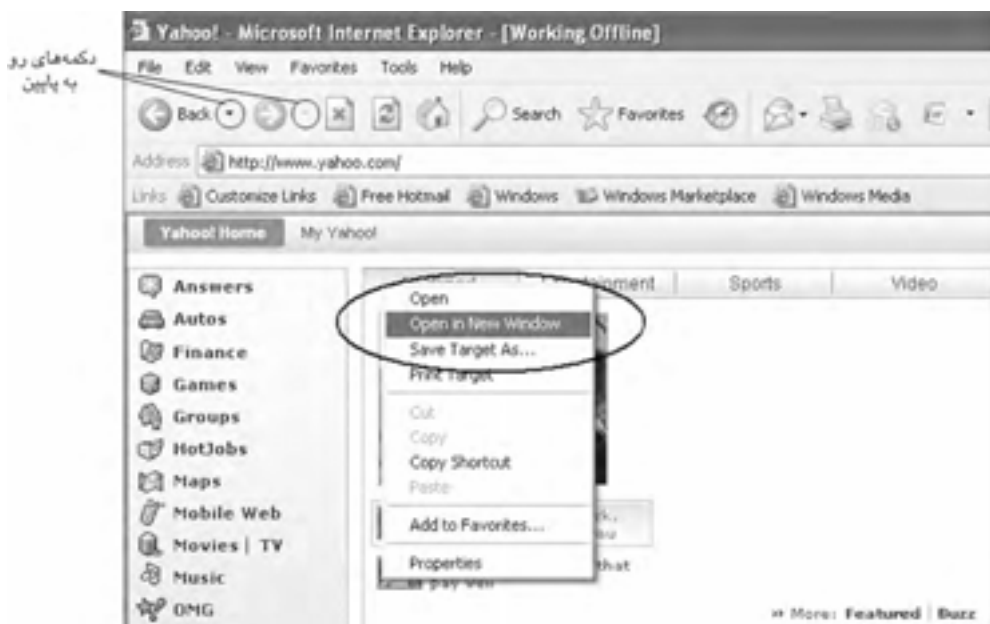 Yahoo! - Microsoft Internet Explorer - [Working Offline]
دکمه‌های رو
به پایین
File Edit View Favorites Tools Help
Back Search Favorites
Address http://www.yahoo.com/
Links Customize Links Free Hotmail Windows Windows Marketplace Windows Media
Yahoo! Home My Yahoo!
Answers
Autos
Finance
Games
Groups
HotJobs
Maps
Mobile Web
Movies | TV
Music
OMG
Sports Video
Open
Open in New Window
Save Target As...
Print Target
Cut
Copy
Copy Shortcut
Paste
Add to Favorites...
Properties
that
pay well
» More: Featured | Buzz